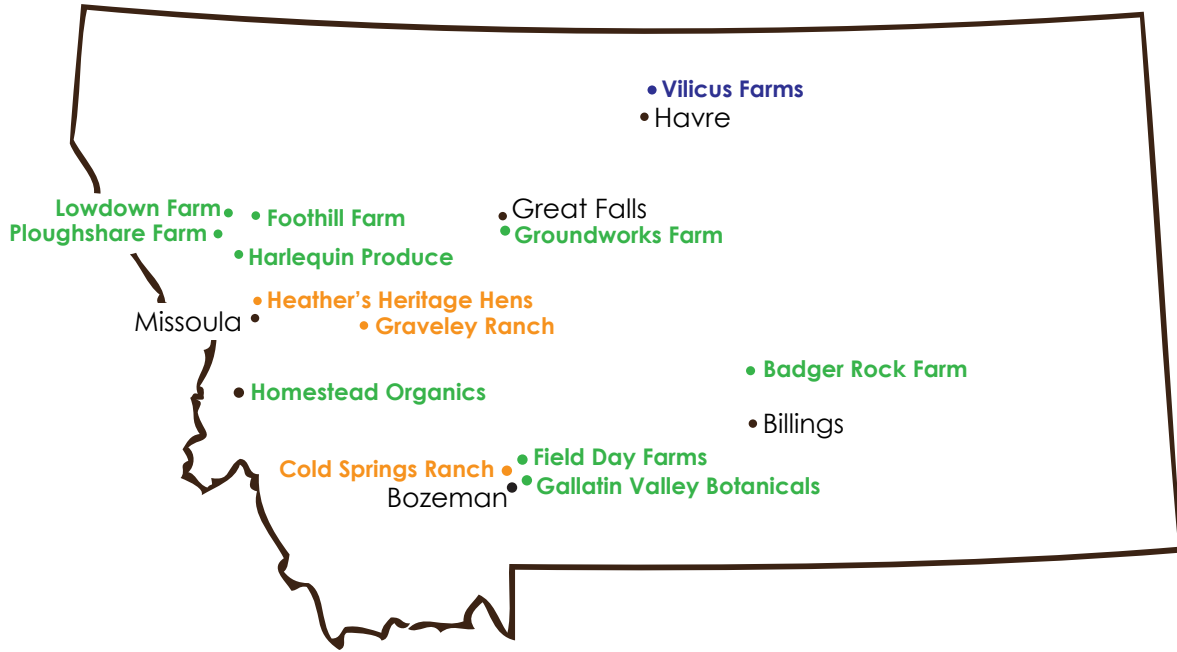 Vilicus Farms
Havre
Lowdown Farm
Foothill Farm
Great Falls
Ploughshare Farm
Groundworks Farm
Harlequin Produce
Heather’s Heritage Hens
Missoula
Graveley Ranch
Badger Rock Farm
Homestead Organics
Billings
Field Day Farms
Cold Springs Ranch
Gallatin Valley Botanicals
Bozeman